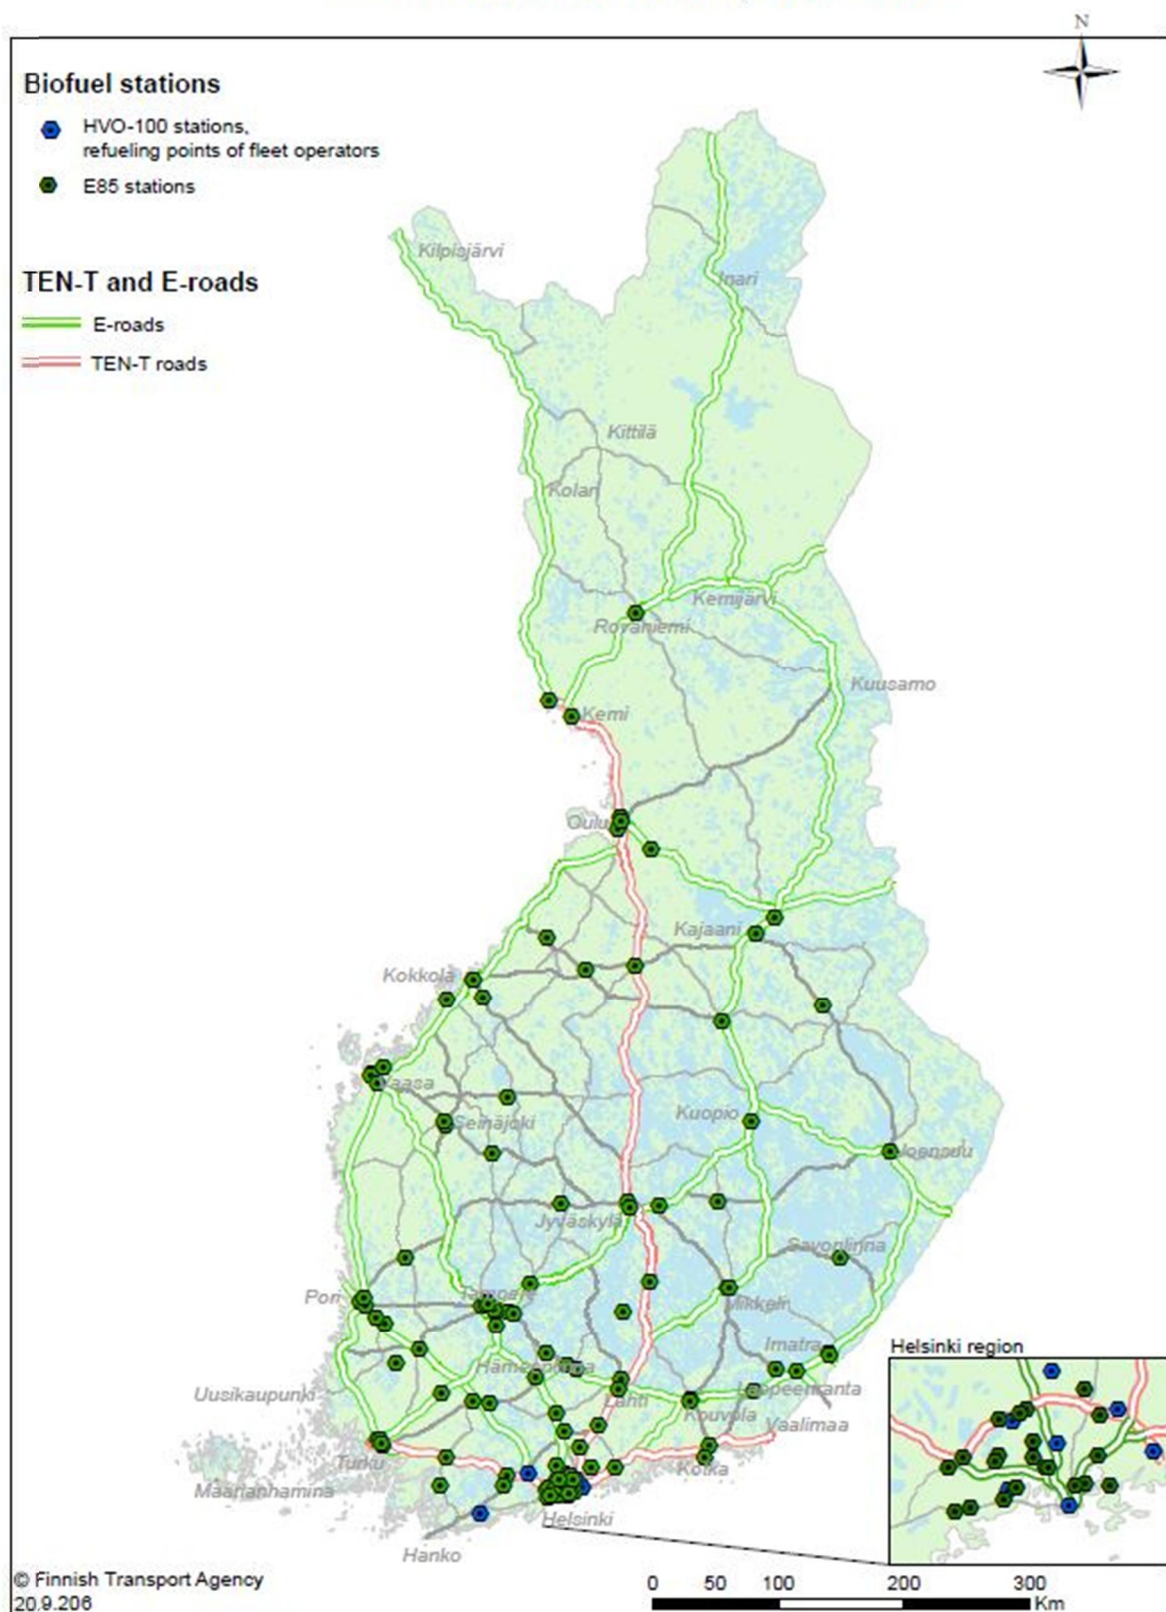 N
Biofuel stations
HVO-100 stations,
refueling points of fleet operators
E85 stations
TEN-T and E-roads
E-roads
TEN-T roads
Kilpisjärvi
Inari
Kittilä
Kolari
Kemijärvi
Rovaniemi
Kuusamo
Kemi
Oulu
Kajaani
Kokkola
Vaasa
Kuopio
Seinäjoki
Joensuu
Jyväskylä
Savonlinna
Pori
Tampere
Mikkeli
Imatra
Helsinki region
Hämeenlinna
Uusikaupunki
Lappeenranta
Lahti
Kouvola
Vaalimaa
Turku
Kotka
Maarianhamina
Helsinki
Hanko
© Finnish Transport Agency
20.9.206
0 50 100 200 300
Km